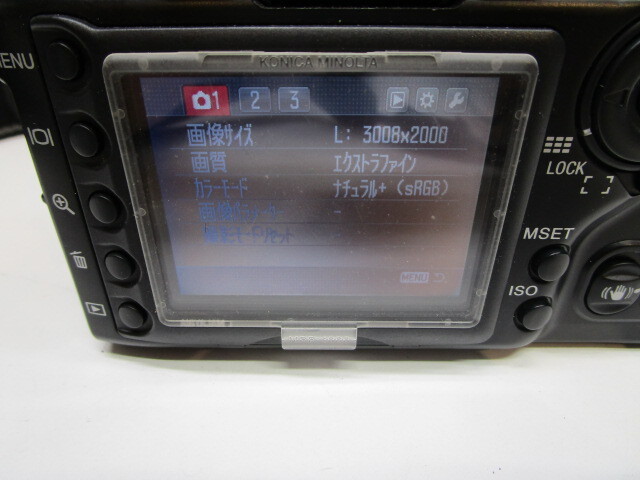 MENU
KONICA MINOLTA
1 2 3
画像サイズ L: 3008×2000
画質 エクストラファイン
カラーモード ナチュラル+ (sRGB)
-
MENU
LOCK
MSET
ISO